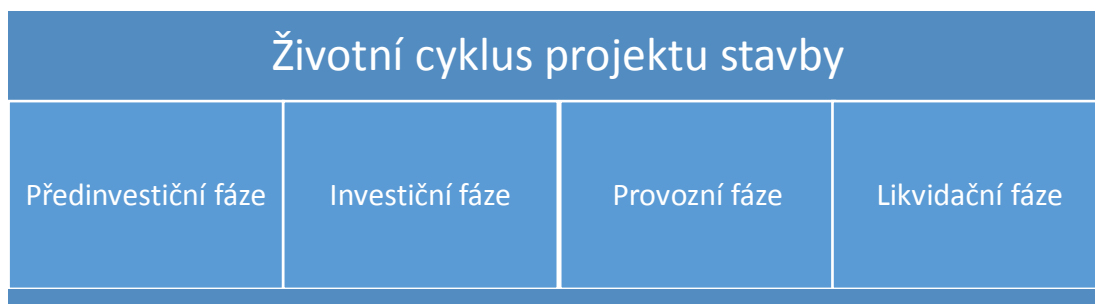 Životní cyklus projektu stavby
Předinvestiční fáze
Investiční fáze
Provozní fáze
Likvidační fáze